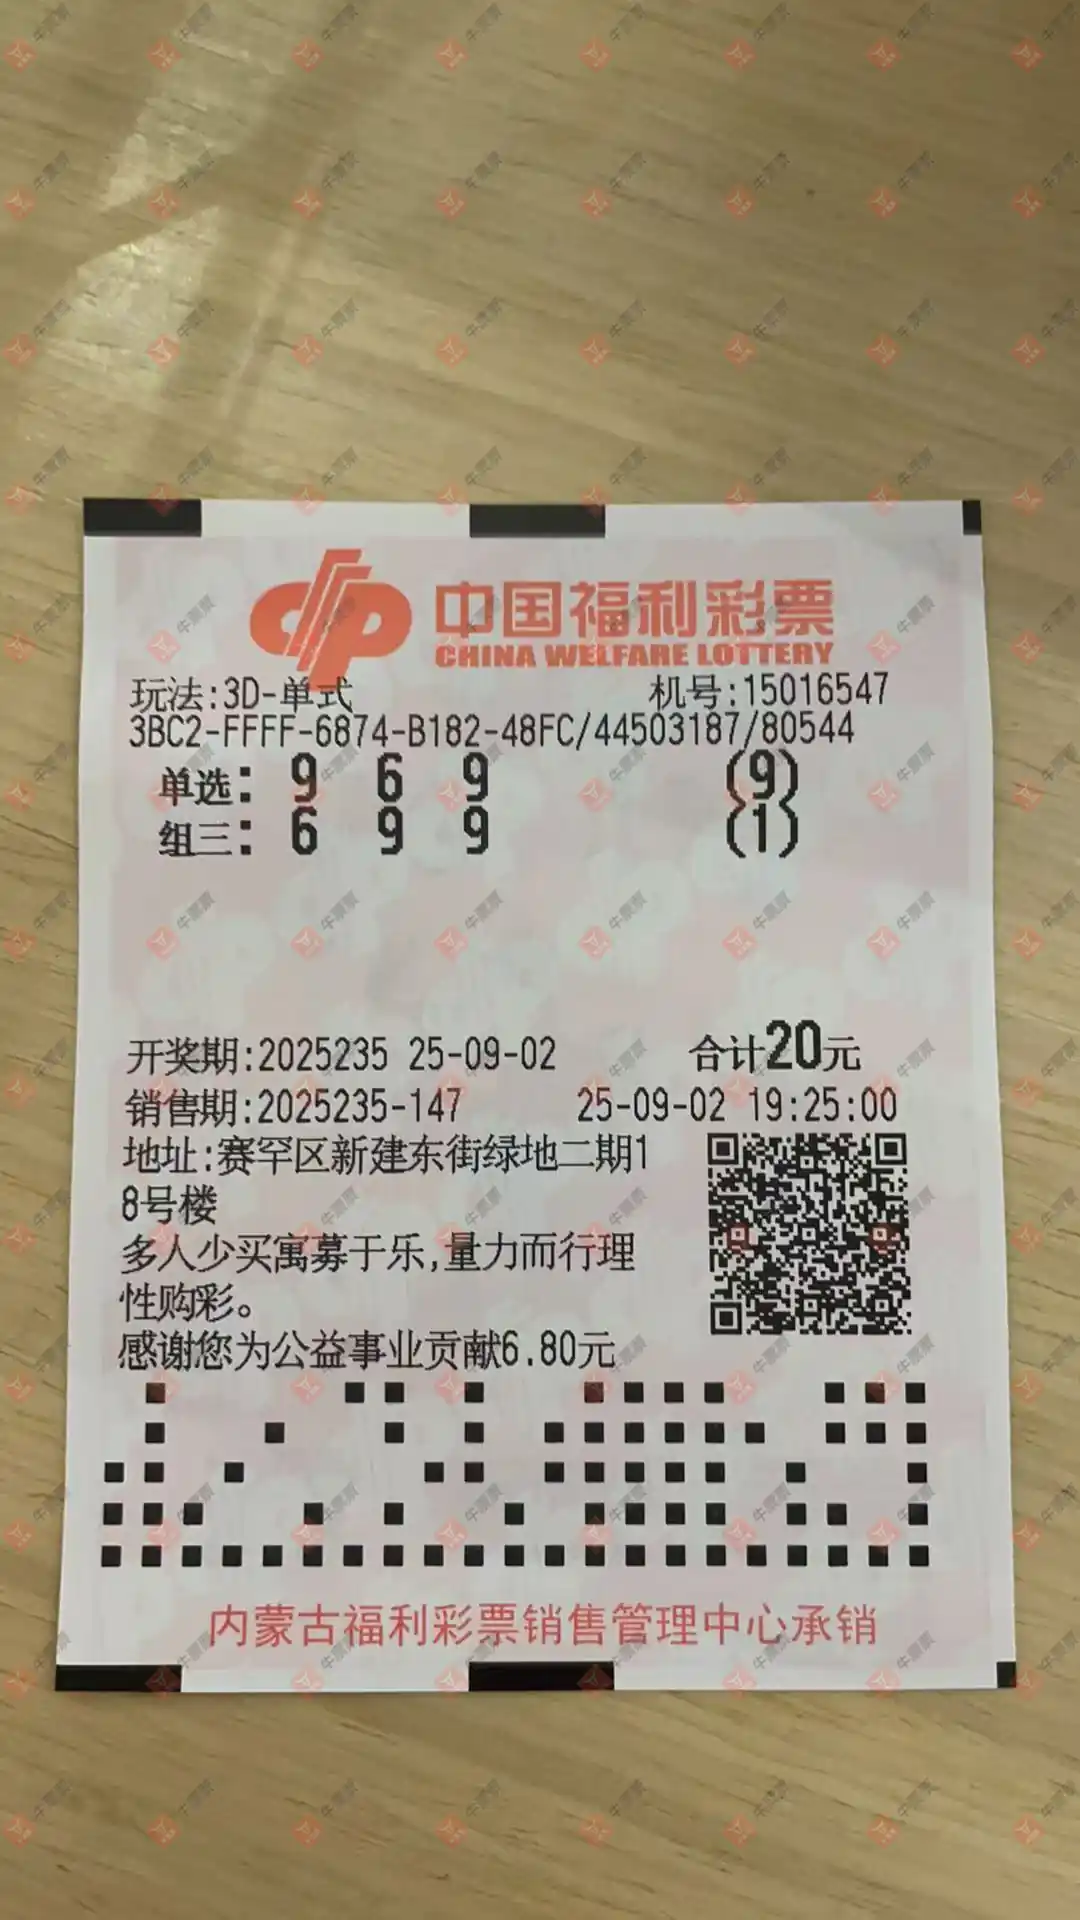 中国福利彩票
CHINA WELFARE LOTTERY
玩法:3D-单式 机号:15016547
3BC2-FFFF-6874-B182-48FC/44503187/80544
单选: 9 6 9 (9)
组三: 6 9 9 (1)
开奖期:2025235 25-09-02 合计20元
销售期:2025235-147 25-09-02 19:25:00
地址:赛罕区新建东街绿地二期1
8号楼
多人少买寓募于乐,量力而行理
性购彩。
感谢您为公益事业贡献6.80元
内蒙古福利彩票销售管理中心承销
牛票票